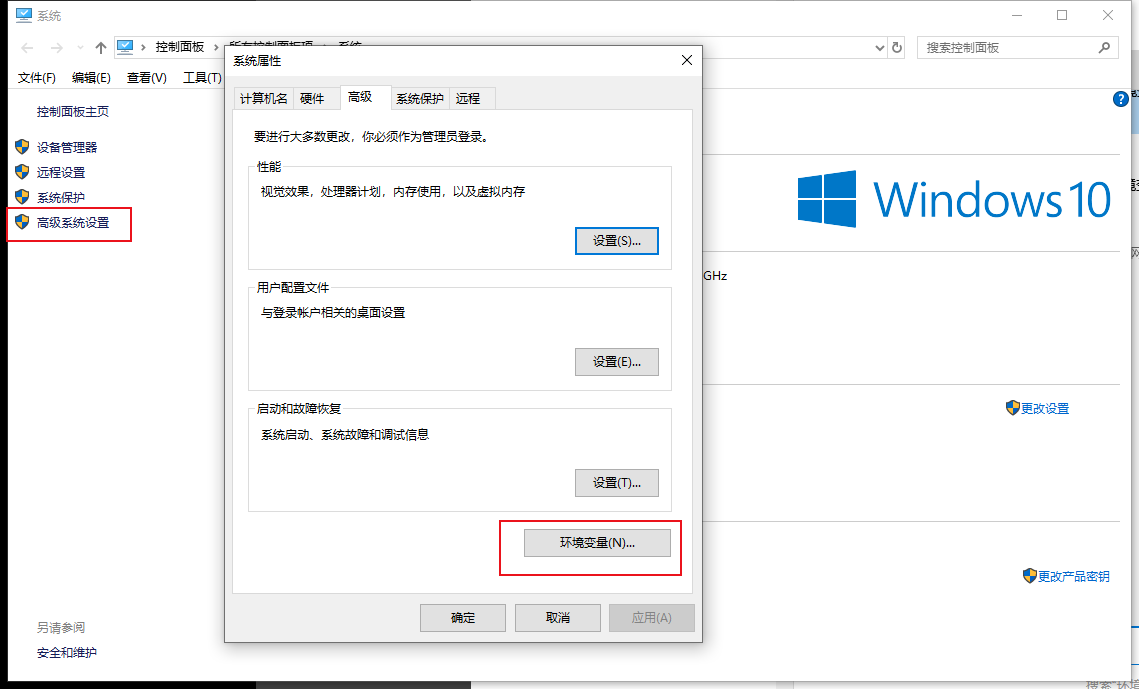 系统
控制面板 所有控制面板项 系统
搜索控制面板
文件(F) 编辑(E) 查看(V) 工具(T)
控制面板主页
设备管理器
远程设置
系统保护
高级系统设置
另请参阅
安全和维护
系统属性
计算机名 硬件 高级 系统保护 远程
要进行大多数更改，你必须作为管理员登录。
性能
视觉效果，处理器计划，内存使用，以及虚拟内存
设置(S)...
用户配置文件
与登录帐户相关的桌面设置
设置(E)...
启动和故障恢复
系统启动、系统故障和调试信息
设置(T)...
环境变量(N)...
确定 取消 应用(A)
Windows 10
GHz
更改设置
更改产品密钥